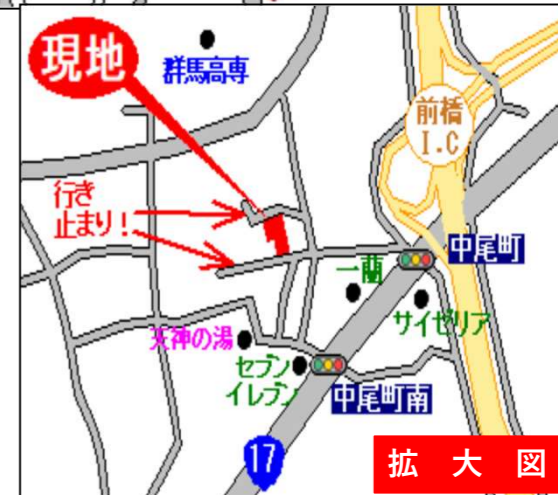 現地
群馬高専
前橋
I.C
行き
止まり！
中尾町
一蘭
サイゼリア
天神の湯
セブン
イレブン
中尾町南
17
拡大図